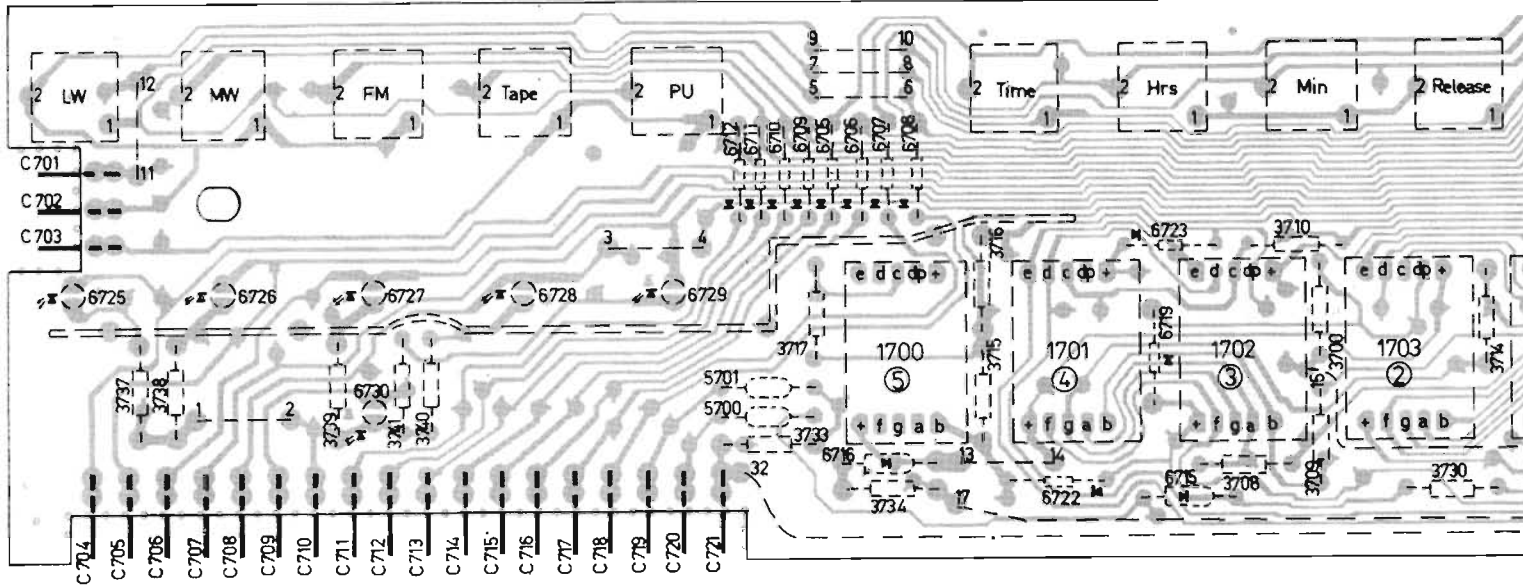 9 10
7 8
5 6
LW 2 1
12
MW 2 1
FM 2 1
Tape 2 1
PU 2 1
Time 2 1
Hrs 2 1
Min 2 1
Release 2 1
6712 6711 6710 6709 6705 6706 6707 6708
C701
11
C702
C703
3 4
3716
6723
3710
e d c dp +
e d c dp +
e d c dp +
e d c dp +
6725 6726 6727 6728 6729
3717
1700
5
3715
1701
4
6719
1702
3
3700
15
1703
2
3714
3737 3738
1 2
3739
6730
3741 3740
5701
5700
3733
32
+ f g a b
+ f g a b
+ f g a b
+ f g a b
6716
13 14
3734
17
6722
6715
3708
3709
3730
C704 C705 C706 C707 C708 C709 C710 C711 C712 C713 C714 C715 C716 C717 C718 C719 C720 C721